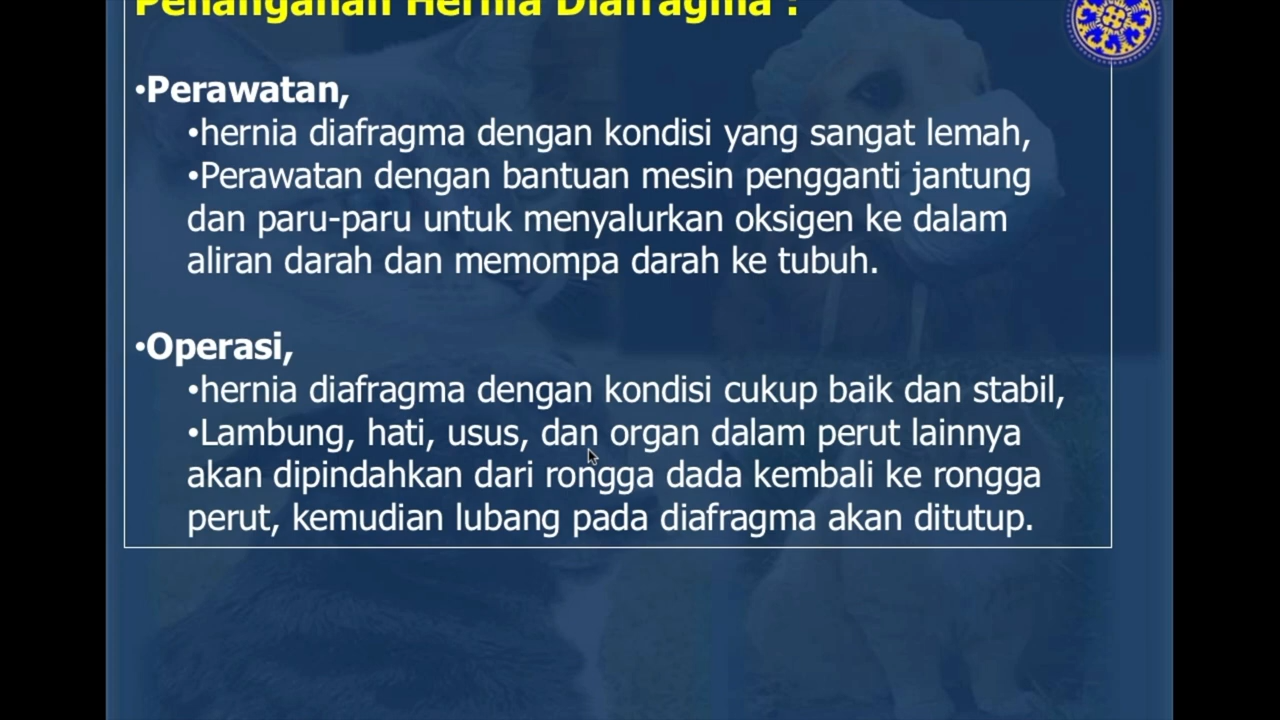 Penanganan Hernia Diafragma :
•Perawatan,
•hernia diafragma dengan kondisi yang sangat lemah,
•Perawatan dengan bantuan mesin pengganti jantung
dan paru-paru untuk menyalurkan oksigen ke dalam
aliran darah dan memompa darah ke tubuh.
•Operasi,
•hernia diafragma dengan kondisi cukup baik dan stabil,
•Lambung, hati, usus, dan organ dalam perut lainnya
akan dipindahkan dari rongga dada kembali ke rongga
perut, kemudian lubang pada diafragma akan ditutup.